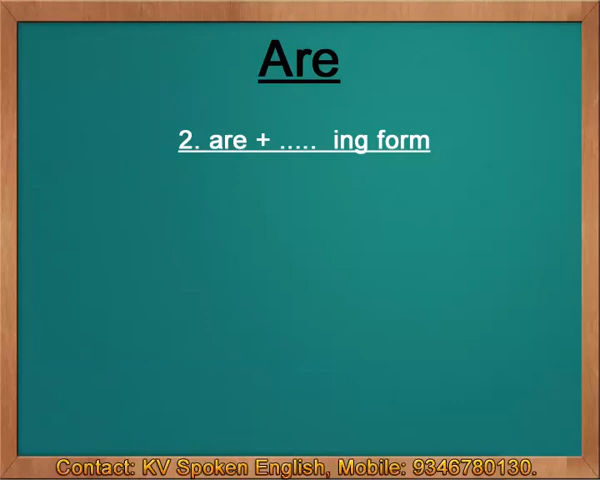 Are
2. are + ..... ing form
Contact: KV Spoken English, Mobile: 9346780130.